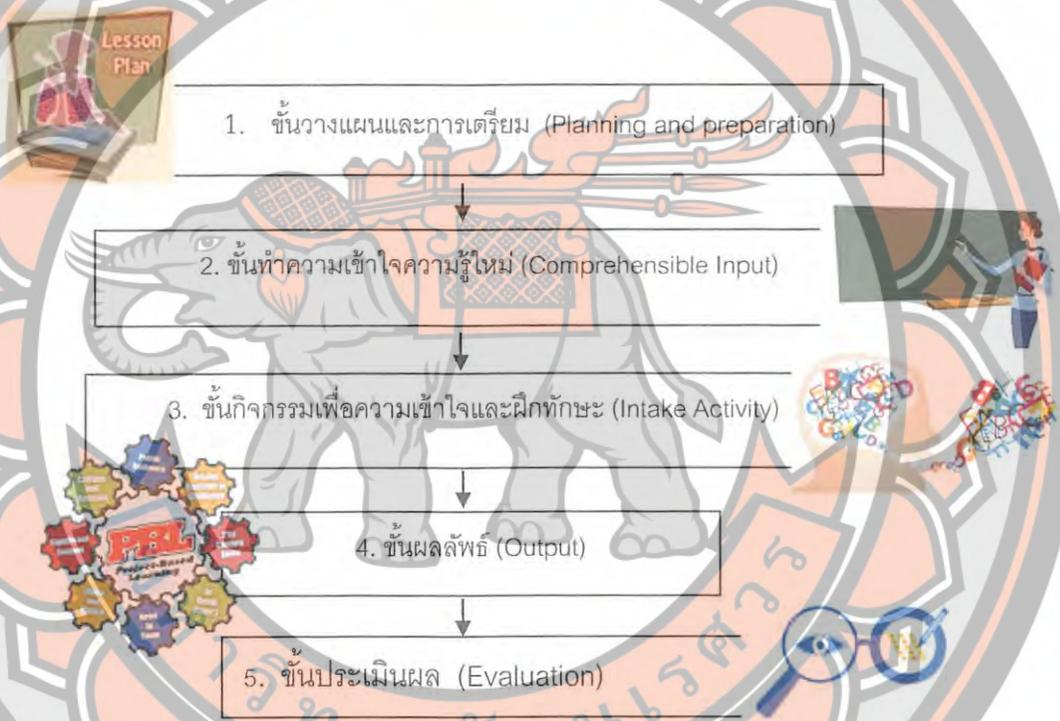 Lesson
Plan
1. ขั้นวางแผนและการเตรียม (Planning and preparation)
2. ขั้นทำความเข้าใจความรู้ใหม่ (Comprehensible Input)
3. ขั้นกิจกรรมเพื่อความเข้าใจและฝึกทักษะ (Intake Activity)
PBL
Project-Based
Learning
4. ขั้นผลลัพธ์ (Output)
5. ขั้นประเมินผล (Evaluation)